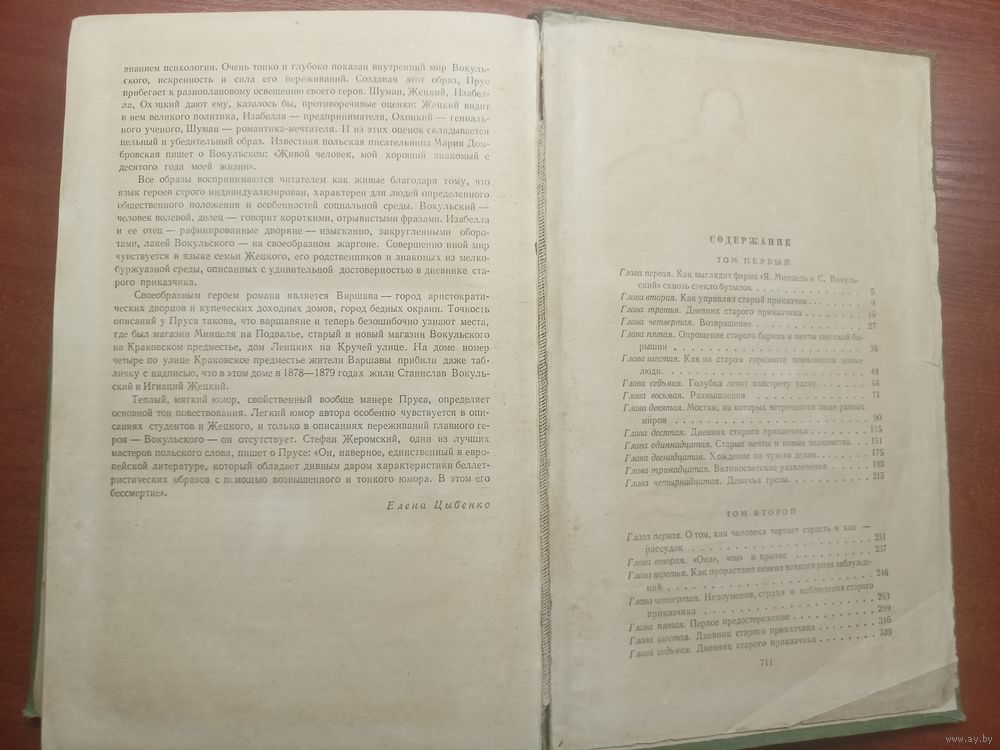 знанием психологии. Очень тонко и глубоко показан внутренний мир Вокуль-
ского, искренность и сила его переживаний. Создавая этот образ, Прус
прибегает к разноплановому освещению своего героя. Шуман, Жецкий, Изабел-
ла, Охоцкий дают ему, казалось бы, противоречивые оценки: Жецкий видит
в нем великого политика, Изабелла — предпринимателя, Охоцкий — гениаль-
ного ученого, Шуман — романтика-мечтателя. И из этих оценок складывается
цельный и убедительный образ. Известная польская писательница Мария Дом-
бровская пишет о Вокульском: «Живой человек, мой хороший знакомый с
десятого года моей жизни».
Все образы воспринимаются читателем как живые благодаря тому, что
язык героев строго индивидуализирован, характерен для людей определенного
общественного положения и особенностей социальной среды. Вокульский —
человек волевой, делец — говорит короткими, отрывистыми фразами. Изабелла
и ее отец — рафинированные дворяне — изысканно, закругленными оборо-
тами, лакей Вокульского — на своеобразном жаргоне. Совершенно иной мир
чувствуется в языке семьи Жецкого, его родственников и знакомых из мелко-
буржуазной среды, описанных с удивительной достоверностью в дневнике ста-
рого приказчика.
Своеобразным героем романа является Варшава — город аристократи-
ческих дворцов и купеческих доходных домов, город бедных окраин. Точность
описаний у Пруса такова, что варшавяне и теперь безошибочно узнают места,
где был магазин Минцеля на Подвалье, старый и новый магазин Вокульского
на Краковском предместье, дом Ленцких на Кручей улице. На доме номер
четыре по улице Краковское предместье жители Варшавы прибили даже таб-
личку с надписью, что в этом доме в 1878—1879 годах жили Станислав Вокуль-
ский и Игнаций Жецкий.
Теплый, мягкий юмор, свойственный вообще манере Пруса, определяет
основной тон повествования. Легкий юмор автора особенно чувствуется в опи-
саниях студентов и Жецкого, и только в описаниях переживаний главного ге-
роя — Вокульского — он отсутствует. Стефан Жеромский, один из лучших
мастеров польского слова, пишет о Прусе: «Он, наверное, единственный в евро-
пейской литературе, который обладает дивным даром характеристики беллет-
ристических образов с помощью возвышенного и тонкого юмора. В этом его
бессмертие».
Елена Цыбенко
СОДЕРЖАНИЕ
ТОМ ПЕРВЫЙ
Глава первая. Как выглядит фирма «Я. Минцель и С. Вокуль-
ский» сквозь стекло бутылок . . . . . . . . . . 5
Глава вторая. Как управлял старый приказчик . . . . 9
Глава третья. Дневник старого приказчика . . . . . 16
Глава четвертая. Возвращение . . . . . . . . . . 27
Глава пятая. Опрощение старого барина и мечты светской ба-
рышни . . . . . . . . . . . . . . . 36
Глава шестая. Как на старом горизонте появляются новые
люди. . . . . . . . . . . . . . . . 48
Глава седьмая. Голубка летит навстречу удаву. . . . . 64
Глава восьмая. Размышления . . . . . . . . . . 71
Глава девятая. Мостки, на которых встречаются люди разных
миров . . . . . . . . . . . . . . . 90
Глава десятая. Дневник старого приказчика . . . . . 115
Глава одиннадцатая. Старые мечты и новые знакомства. . . 151
Глава двенадцатая. Хождение по чужим делам. . . . . 175
Глава тринадцатая. Великосветские развлечения. . . . 193
Глава четырнадцатая. Девичьи грезы. . . . . . . . 215
ТОМ ВТОРОЙ
Глава первая. О том, как человека терзает страсть и как —
рассудок . . . . . . . . . . . . . . 231
Глава вторая. «Она», «он» и прочие . . . . . . . 237
Глава третья. Как прорастают семена всякого рода заблужде-
ний . . . . . . . . . . . . . . . . 246
Глава четвертая. Недоумения, страхи и наблюдения старого
приказчика . . . . . . . . . . . . . 263
Глава пятая. Первое предостережение . . . . . . . 289
Глава шестая. Дневник старого приказчика . . . . . 316
Глава седьмая. Дневник старого приказчика . . . . . 339
711
www.ay.by